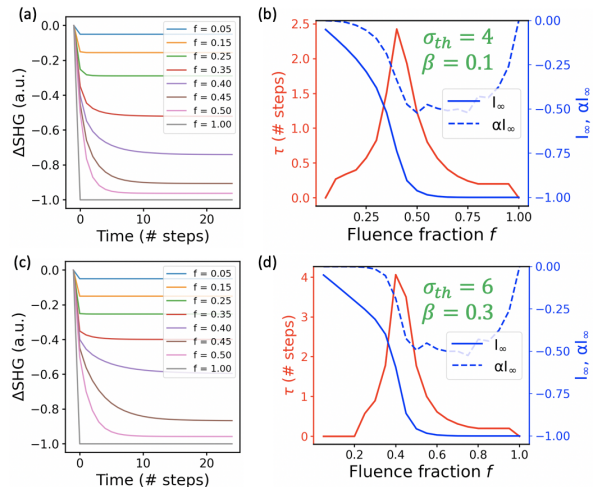 (a)
ΔSHG (a.u.)
0.0
−0.2
−0.4
−0.6
−0.8
−1.0
0
10
20
Time (# steps)
f = 0.05
f = 0.15
f = 0.25
f = 0.35
f = 0.40
f = 0.45
f = 0.50
f = 1.00
(b)
τ (# steps)
2.5
2.0
1.5
1.0
0.5
0.0
0.25
0.50
0.75
1.00
Fluence fraction f
σth = 4
β = 0.1
I∞
αI∞
0.00
−0.25
−0.50
−0.75
−1.00
I∞, αI∞
(c)
ΔSHG (a.u.)
0.0
−0.2
−0.4
−0.6
−0.8
−1.0
0
10
20
Time (# steps)
f = 0.05
f = 0.15
f = 0.25
f = 0.35
f = 0.40
f = 0.45
f = 0.50
f = 1.00
(d)
τ (# steps)
4
3
2
1
0
0.0
0.2
0.4
0.6
0.8
1.0
Fluence fraction f
σth = 6
β = 0.3
I∞
αI∞
0.00
−0.25
−0.50
−0.75
−1.00
I∞, αI∞